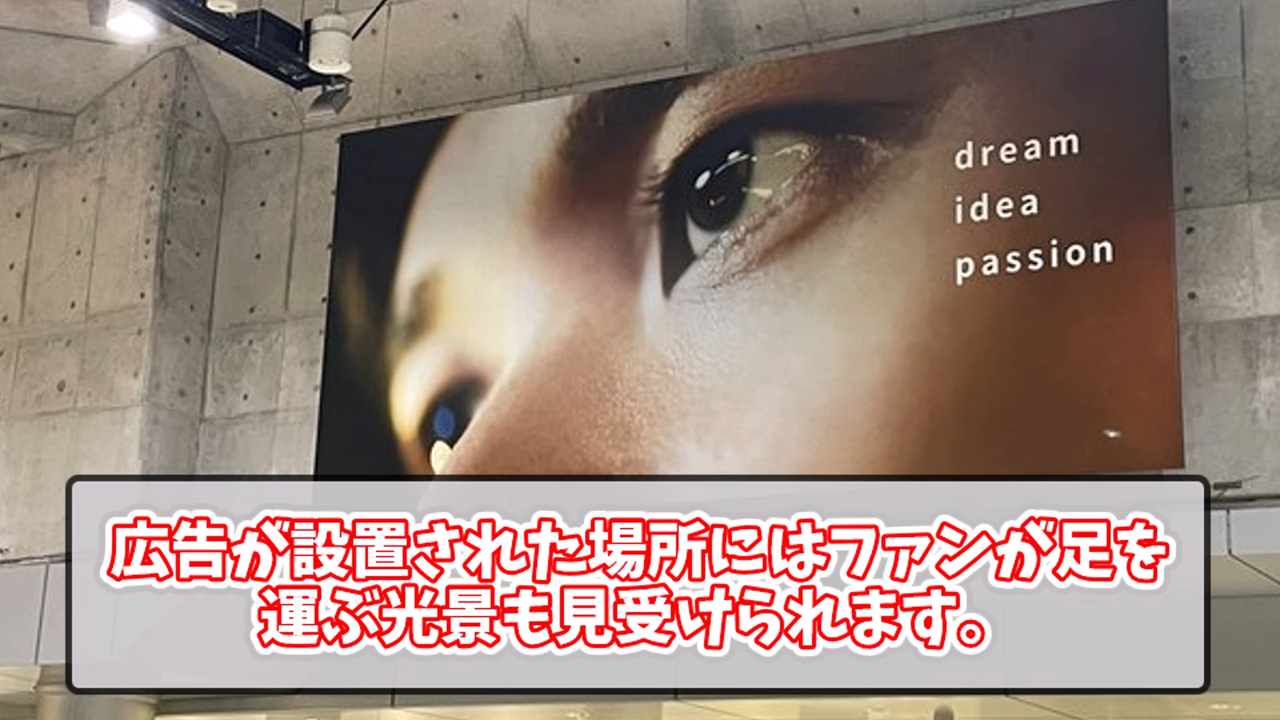 dream
idea
passion
広告が設置された場所にはファンが足を
運ぶ光景も見受けられます。